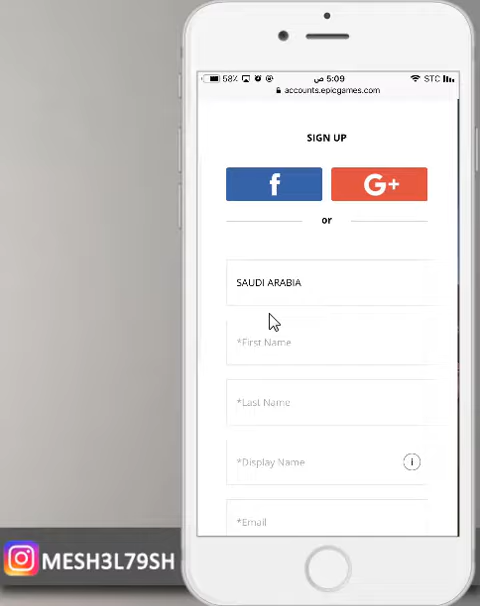 58% 5:09 ص STC
accounts.epicgames.com
SIGN UP
f G+
or
SAUDI ARABIA
*First Name
*Last Name
*Display Name i
*Email
MESH3L79SH